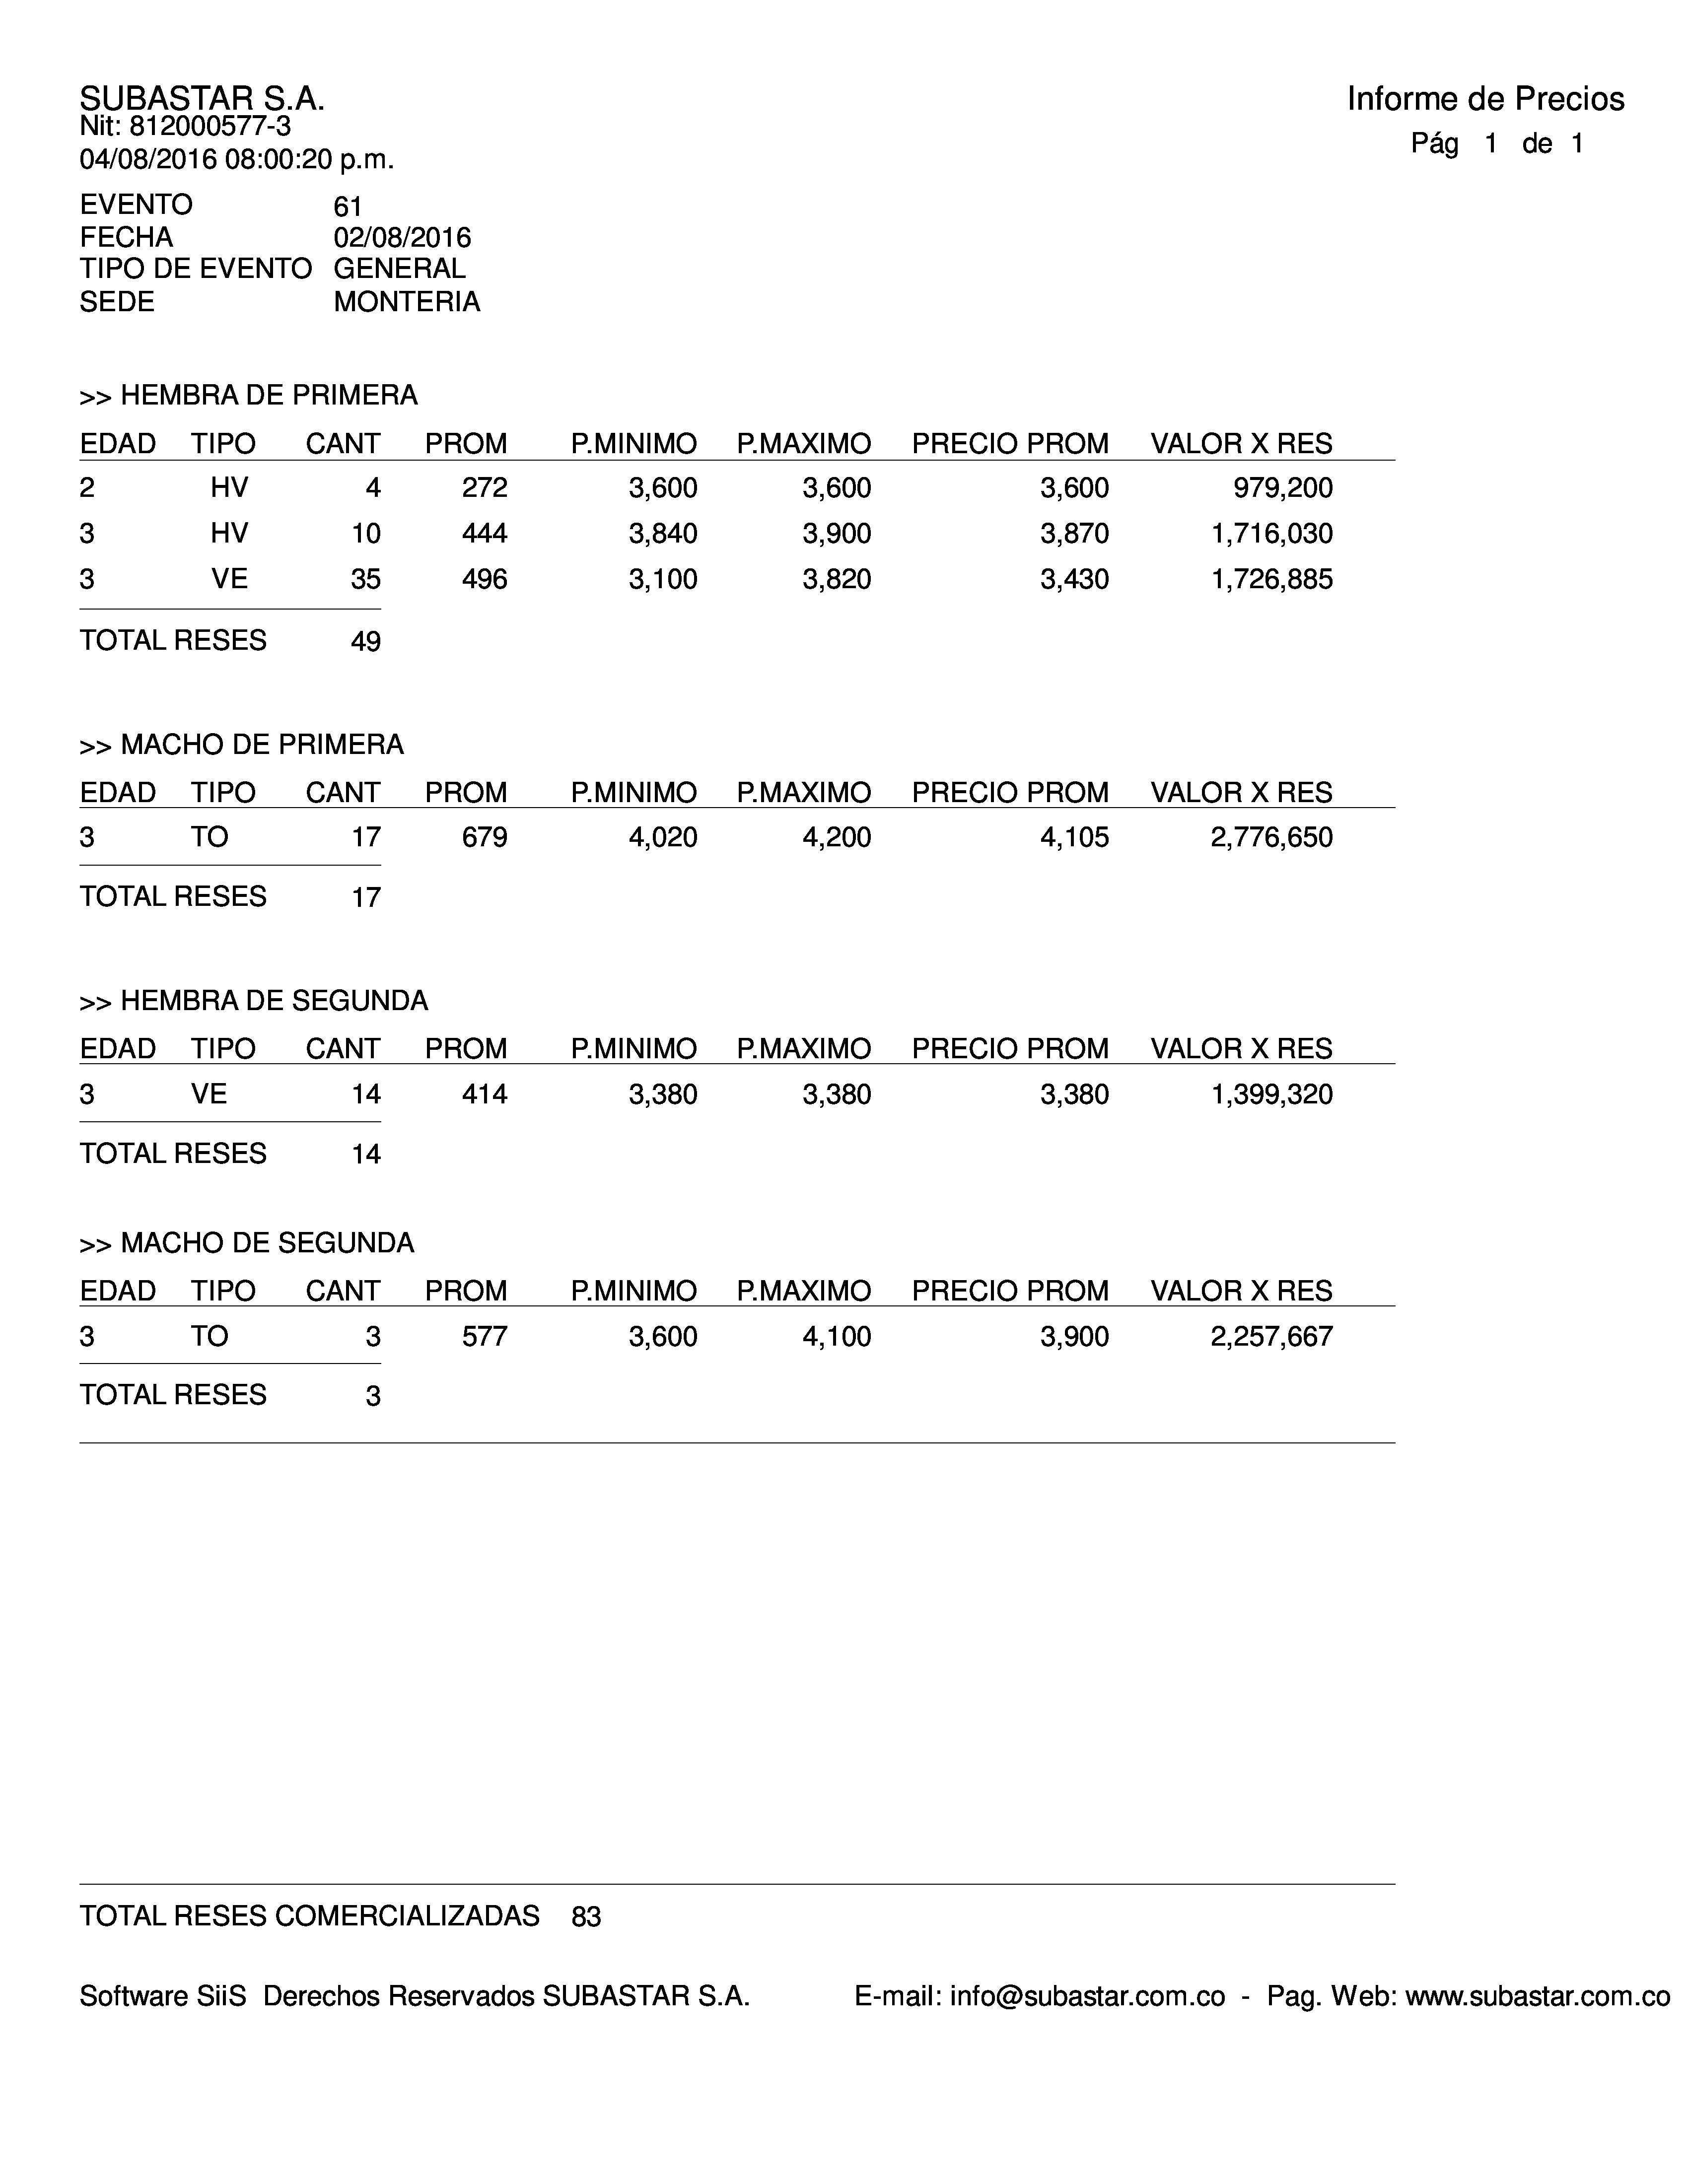 SUBASTAR S.A.
Informe de Precios
Nit: 812000577-3
Pág 1 de 1
04/08/2016 08:00:20 p.m.
EVENTO 61
FECHA 02/08/2016
TIPO DE EVENTO GENERAL
SEDE MONTERIA
>> HEMBRA DE PRIMERA
EDAD TIPO CANT PROM P.MINIMO P.MAXIMO PRECIO PROM VALOR X RES
2 HV 4 272 3,600 3,600 3,600 979,200
3 HV 10 444 3,840 3,900 3,870 1,716,030
3 VE 35 496 3,100 3,820 3,430 1,726,885
TOTAL RESES 49
>> MACHO DE PRIMERA
EDAD TIPO CANT PROM P.MINIMO P.MAXIMO PRECIO PROM VALOR X RES
3 TO 17 679 4,020 4,200 4,105 2,776,650
TOTAL RESES 17
>> HEMBRA DE SEGUNDA
EDAD TIPO CANT PROM P.MINIMO P.MAXIMO PRECIO PROM VALOR X RES
3 VE 14 414 3,380 3,380 3,380 1,399,320
TOTAL RESES 14
>> MACHO DE SEGUNDA
EDAD TIPO CANT PROM P.MINIMO P.MAXIMO PRECIO PROM VALOR X RES
3 TO 3 577 3,600 4,100 3,900 2,257,667
TOTAL RESES 3
TOTAL RESES COMERCIALIZADAS 83
Software SiiS Derechos Reservados SUBASTAR S.A. E-mail: info@subastar.com.co - Pag. Web: www.subastar.com.co